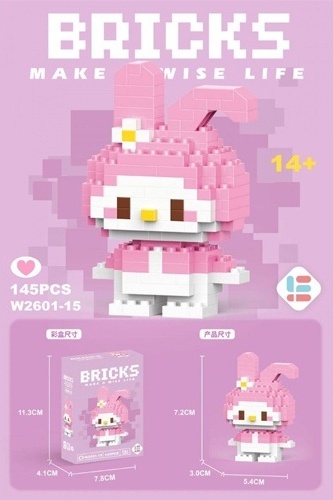 BRICKS
MAKE A WISE LIFE
14+
145PCS
W2601-15
彩盒尺寸
产品尺寸
BRICKS
MAKE A WISE LIFE
11.3CM
4.1CM
7.8CM
7.2CM
3.0CM
5.4CM